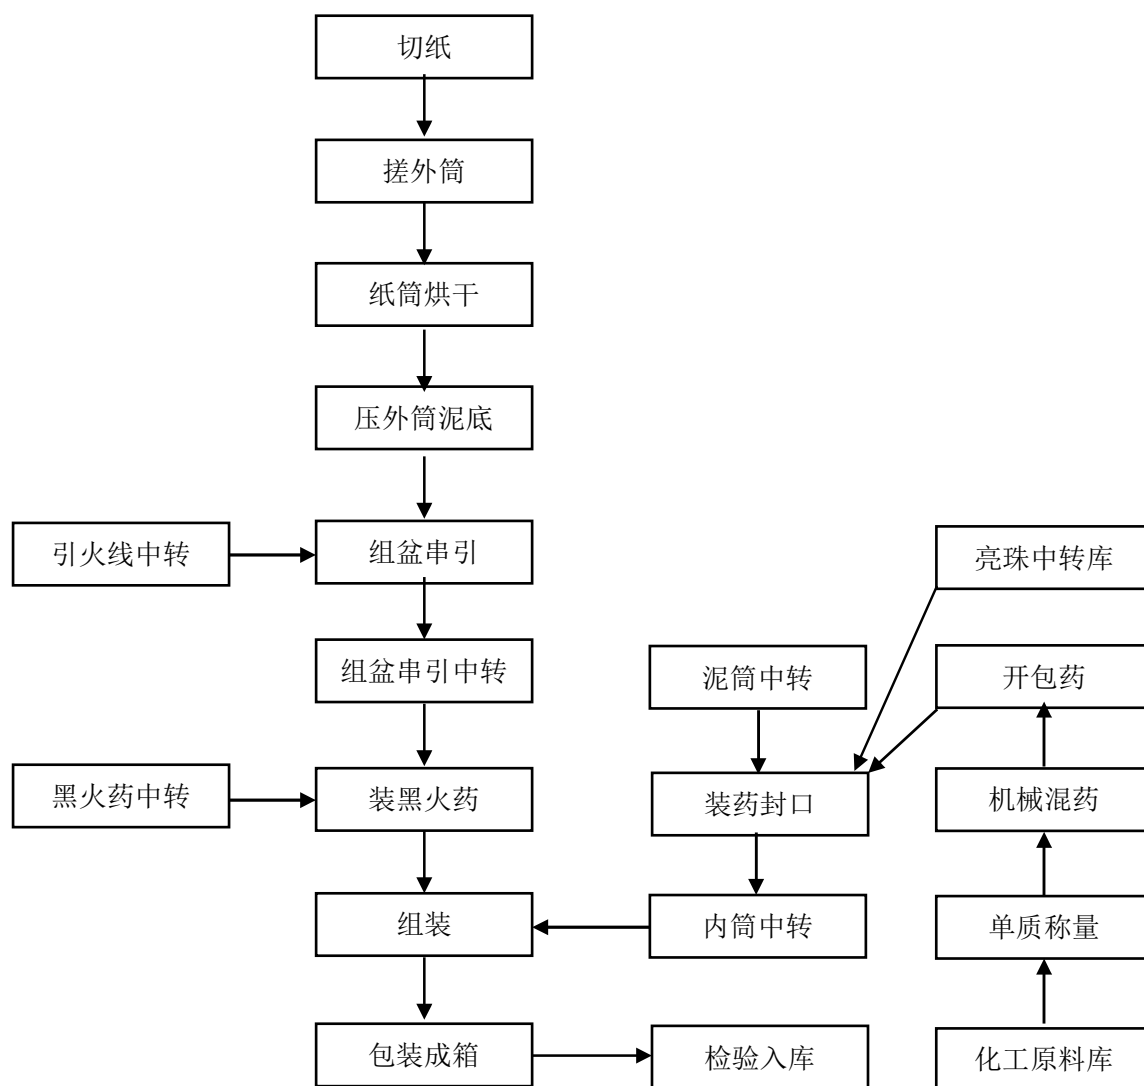 切纸
搓外筒
纸筒烘干
压外筒泥底
引火线中转
组盆串引
亮珠中转库
组盆串引中转
泥筒中转
开包药
黑火药中转
装黑火药
装药封口
机械混药
组装
内筒中转
单质称量
包装成箱
检验入库
化工原料库